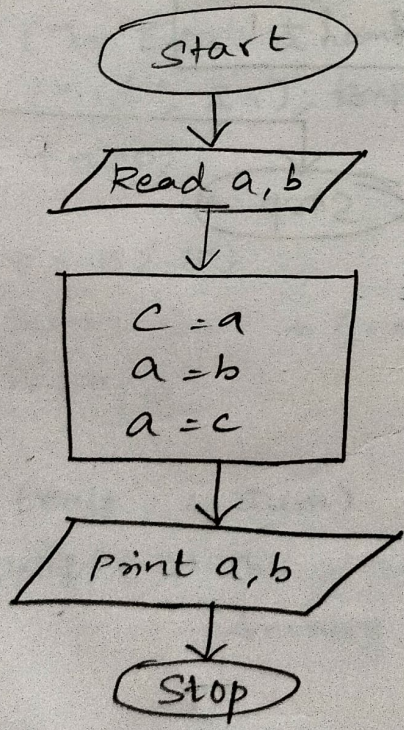 Start
Read a, b
C = a
a = b
a = c
Print a, b
Stop